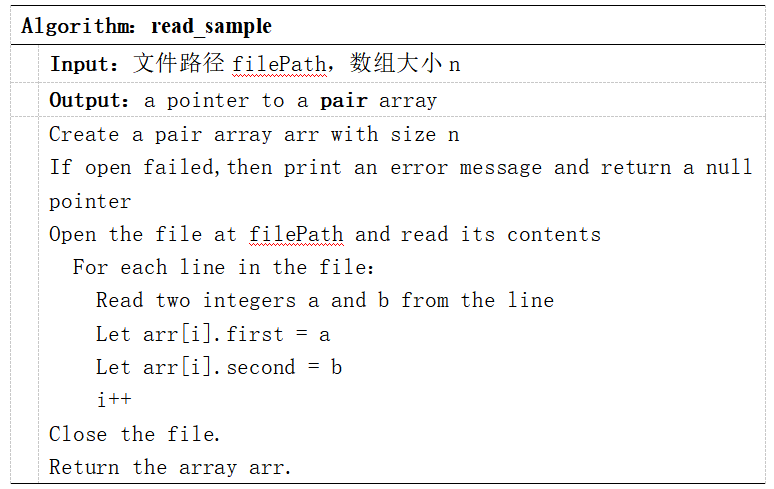 Algorithm：read_sample
Input：文件路径 filePath，数组大小 n
Output：a pointer to a pair array
Create a pair array arr with size n
If open failed,then print an error message and return a null
pointer
Open the file at filePath and read its contents
For each line in the file:
Read two integers a and b from the line
Let arr[i].first = a
Let arr[i].second = b
i++
Close the file.
Return the array arr.